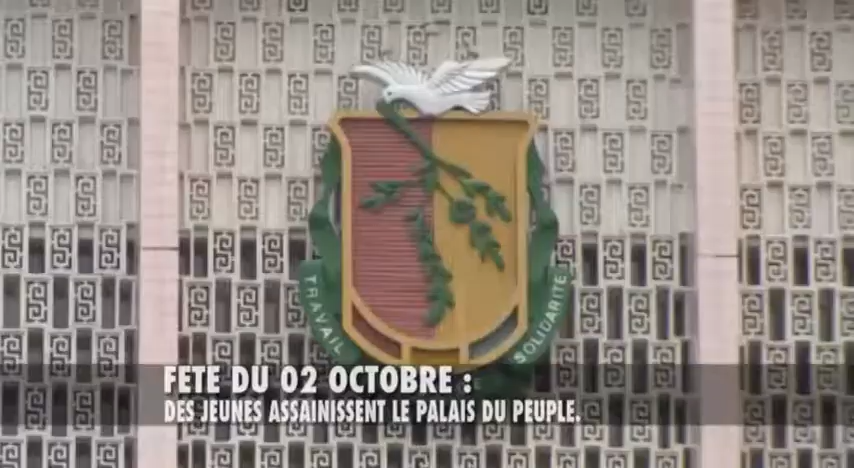 TRAVAIL
SOLIDARITÉ
FETE DU 02 OCTOBRE :
DES JEUNES ASSAINISSENT LE PALAIS DU PEUPLE.